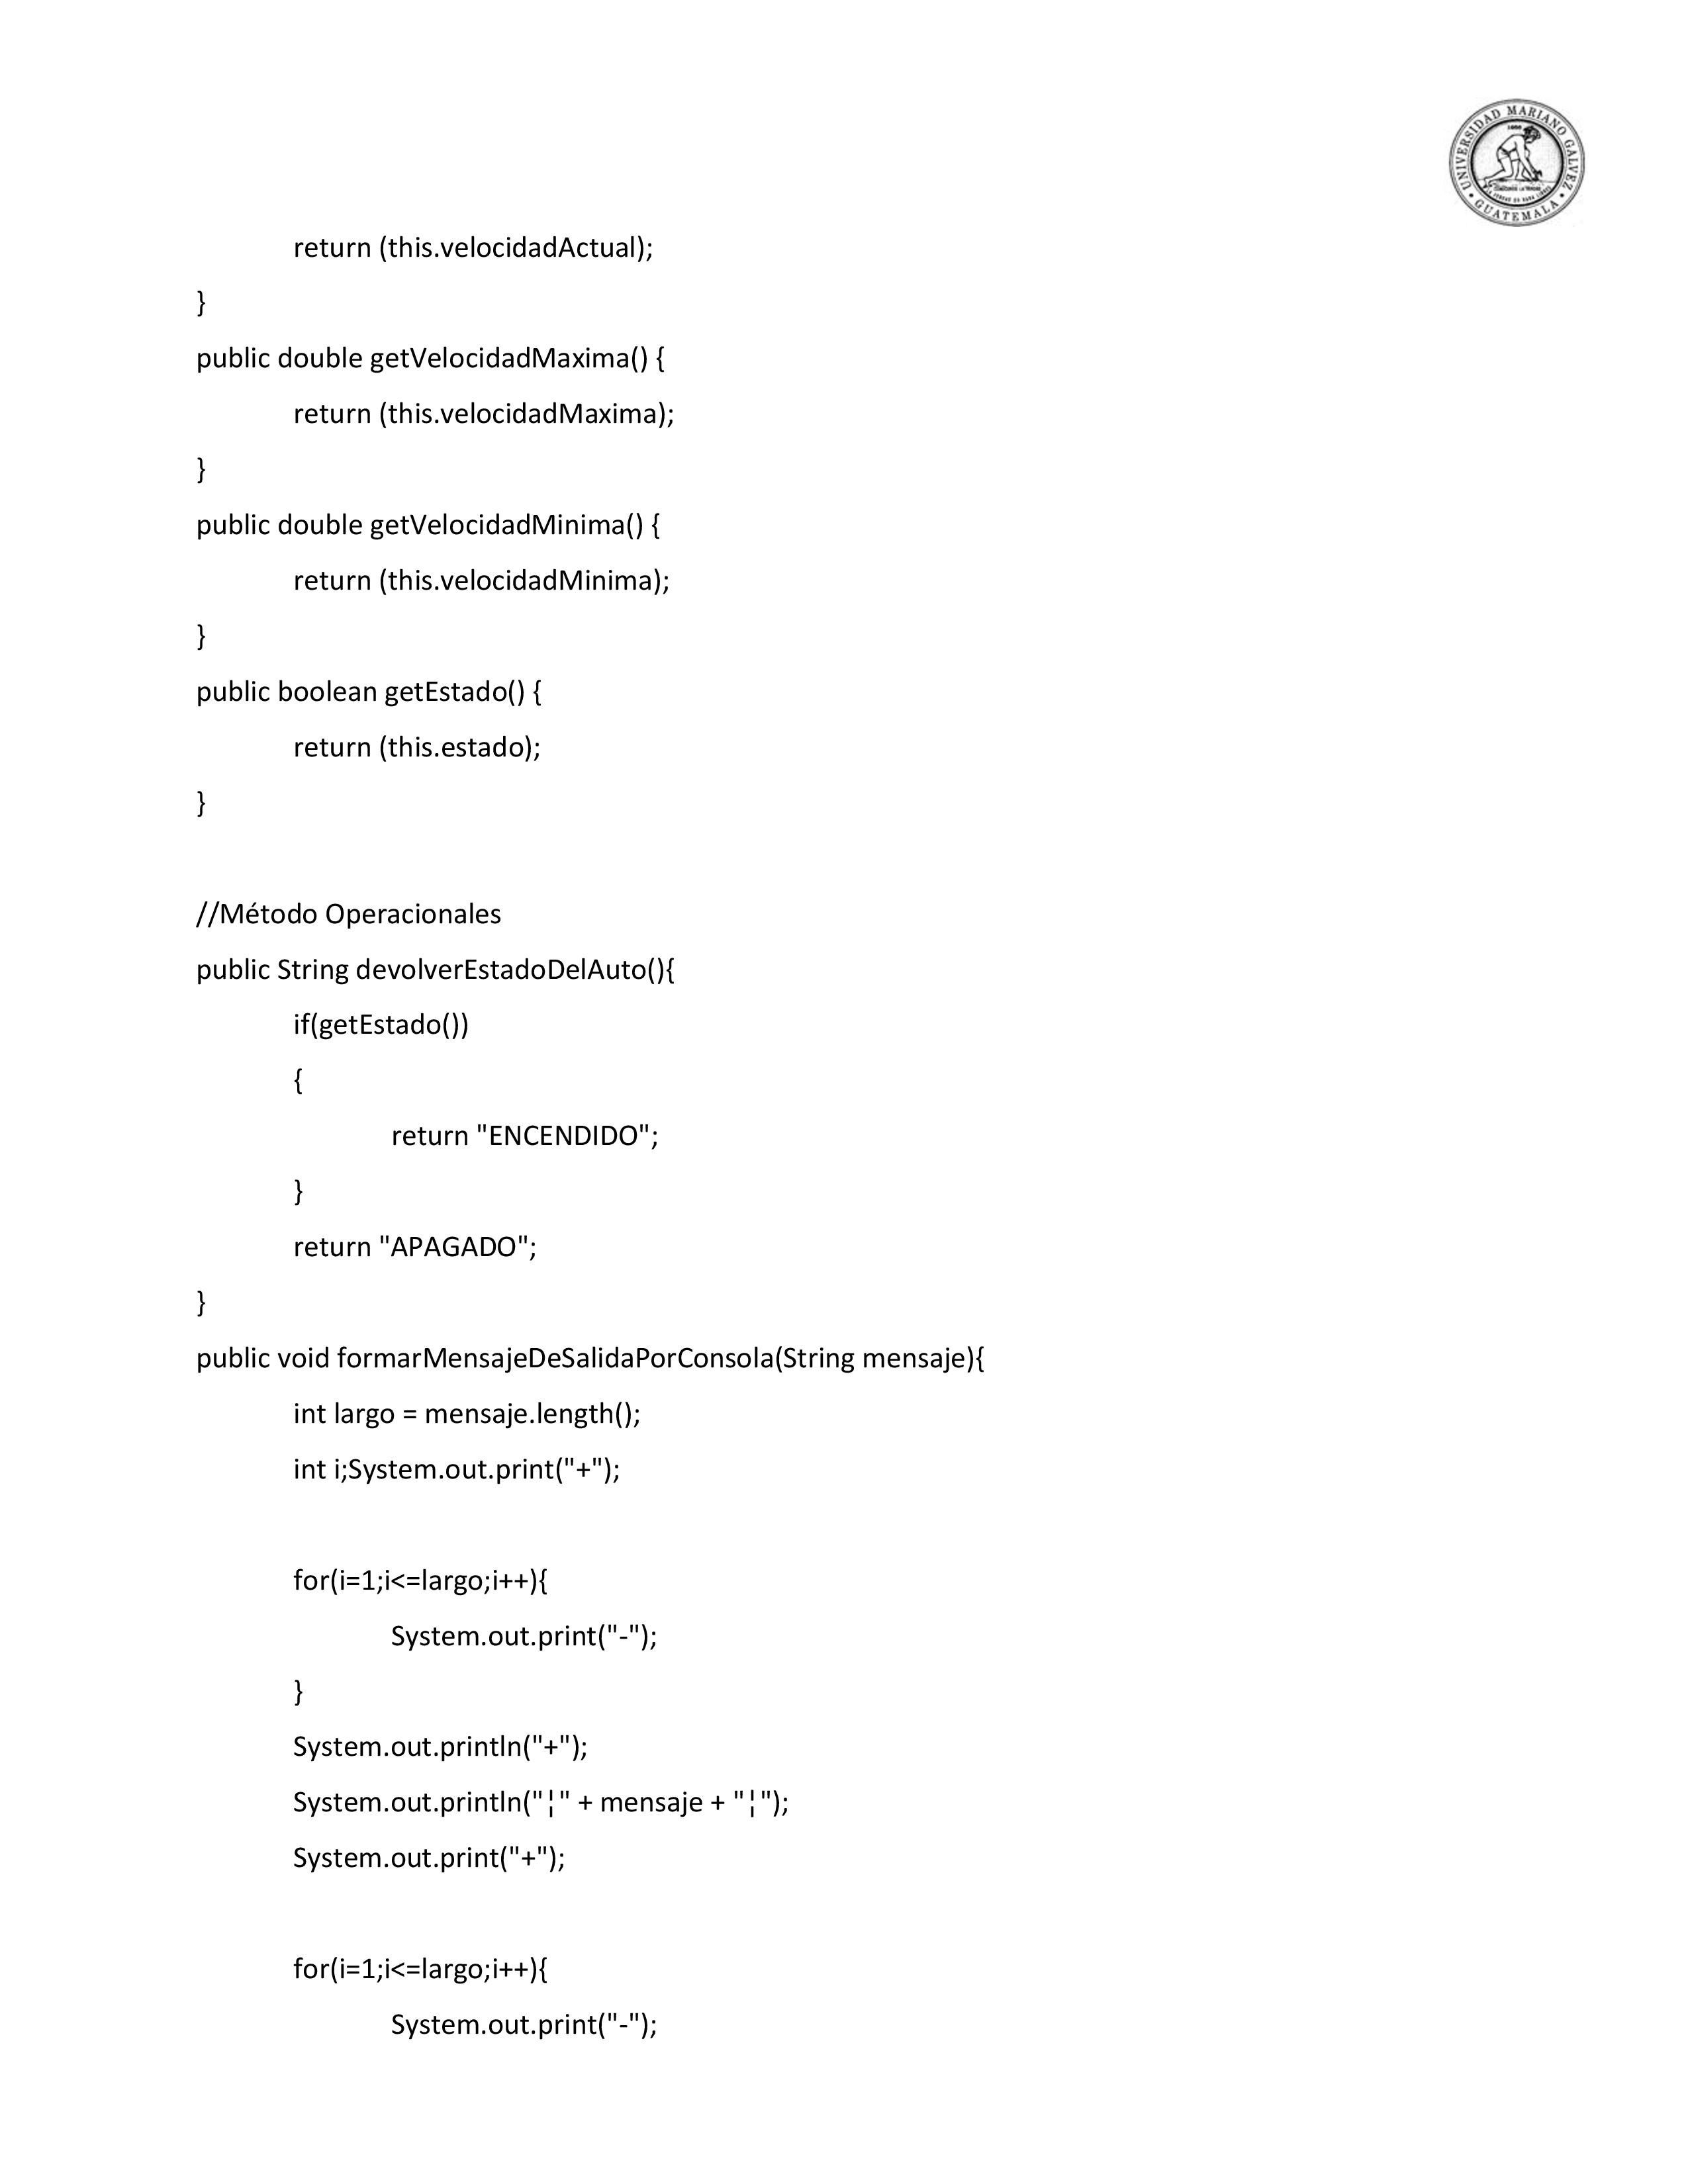 UNIVERSIDAD MARIANO GALVEZ
GUATEMALA
return (this.velocidadActual);
}
public double getVelocidadMaxima() {
return (this.velocidadMaxima);
}
public double getVelocidadMinima() {
return (this.velocidadMinima);
}
public boolean getEstado() {
return (this.estado);
}
//Método Operacionales
public String devolverEstadoDelAuto(){
if(getEstado())
{
return "ENCENDIDO";
}
return "APAGADO";
}
public void formarMensajeDeSalidaPorConsola(String mensaje){
int largo = mensaje.length();
int i;System.out.print("+");
for(i=1;i<=largo;i++){
System.out.print("-");
}
System.out.println("+");
System.out.println("¦" + mensaje + "¦");
System.out.print("+");
for(i=1;i<=largo;i++){
System.out.print("-");